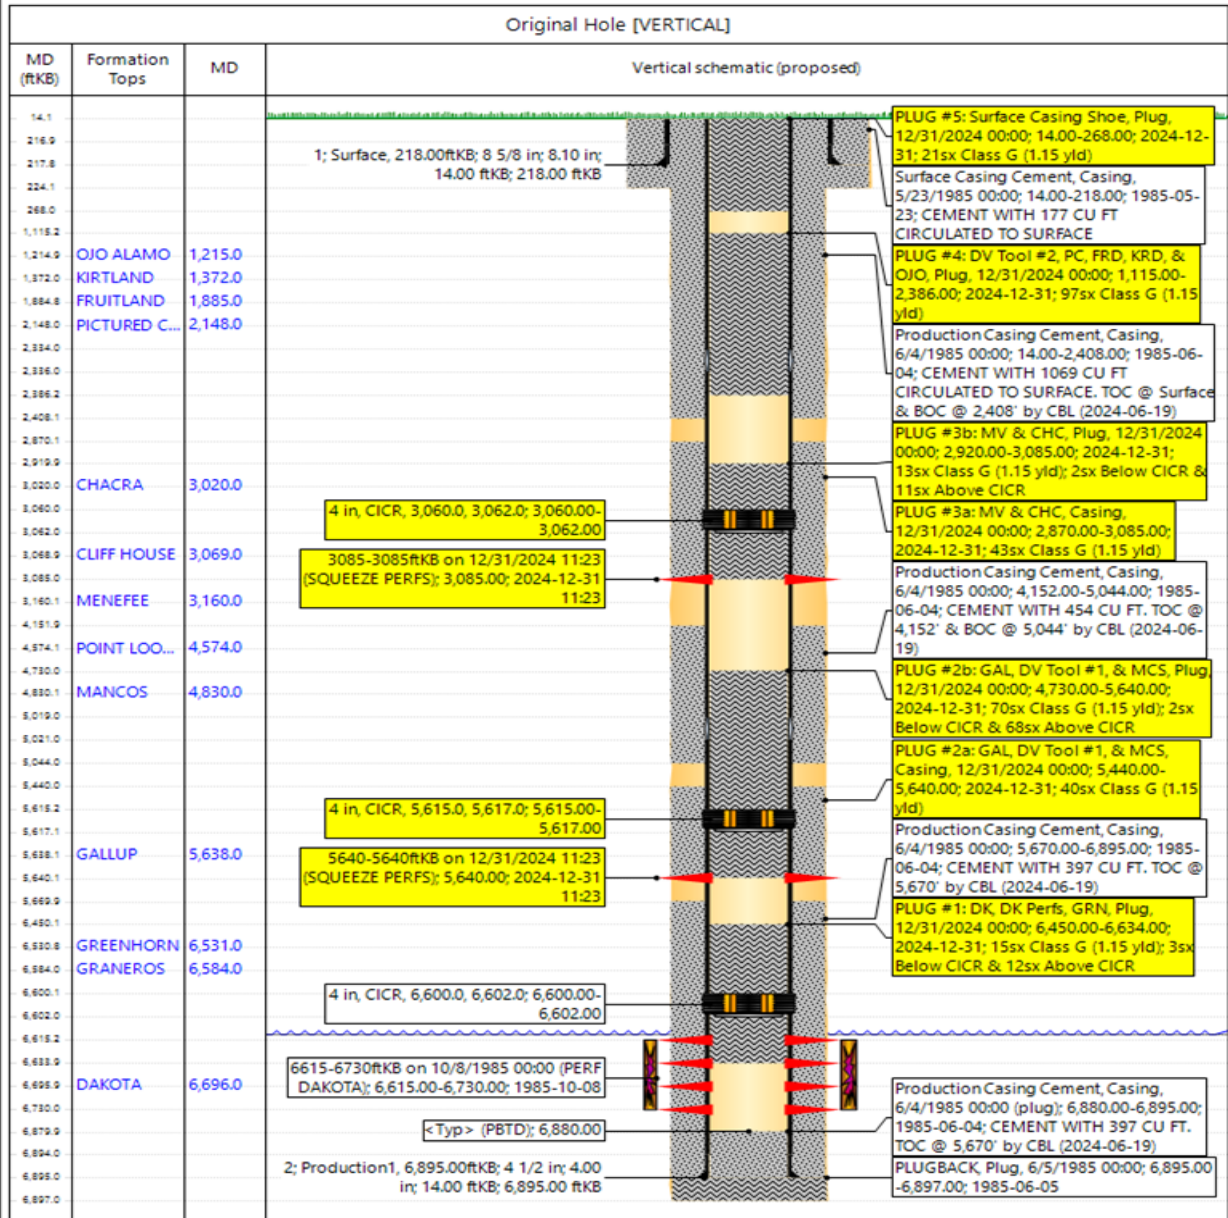 Original Hole [VERTICAL]
MD
(ftKB)
Formation
Tops
MD
Vertical schematic (proposed)
14.1
216.9
217.8
224.1
268.0
1,115.2
1,214.9
1,372.0
1,884.8
2,148.0
2,334.0
2,336.0
2,386.2
2,408.1
2,870.1
2,919.9
3,020.0
3,060.0
3,062.0
3,068.9
3,085.0
3,160.1
4,151.9
4,574.1
4,730.0
4,830.1
5,019.0
5,021.0
5,044.0
5,440.0
5,615.2
5,617.1
5,638.1
5,640.1
5,669.9
6,450.1
6,530.8
6,584.0
6,600.1
6,602.0
6,615.2
6,633.9
6,695.9
6,730.0
6,879.9
6,894.0
6,895.0
6,897.0
OJO ALAMO 1,215.0
KIRTLAND 1,372.0
FRUITLAND 1,885.0
PICTURED C... 2,148.0
CHACRA 3,020.0
CLIFF HOUSE 3,069.0
MENEFEE 3,160.0
POINT LOO... 4,574.0
MANCOS 4,830.0
GALLUP 5,638.0
GREENHORN 6,531.0
GRANEROS 6,584.0
DAKOTA 6,696.0
1; Surface, 218.00ftKB; 8 5/8 in; 8.10 in;
14.00 ftKB; 218.00 ftKB
4 in, CICR, 3,060.0, 3,062.0; 3,060.00-
3,062.00
3085-3085ftKB on 12/31/2024 11:23
(SQUEEZE PERFS); 3,085.00; 2024-12-31
11:23
4 in, CICR, 5,615.0, 5,617.0; 5,615.00-
5,617.00
5640-5640ftKB on 12/31/2024 11:23
(SQUEEZE PERFS); 5,640.00; 2024-12-31
11:23
4 in, CICR, 6,600.0, 6,602.0; 6,600.00-
6,602.00
6615-6730ftKB on 10/8/1985 00:00 (PERF
DAKOTA); 6,615.00-6,730.00; 1985-10-08
<Typ> (PBTD); 6,880.00
2; Production1, 6,895.00ftKB; 4 1/2 in; 4.00
in; 14.00 ftKB; 6,895.00 ftKB
PLUG #5: Surface Casing Shoe, Plug,
12/31/2024 00:00; 14.00-268.00; 2024-12-
31; 21sx Class G (1.15 yld)
Surface Casing Cement, Casing,
5/23/1985 00:00; 14.00-218.00; 1985-05-
23; CEMENT WITH 177 CU FT
CIRCULATED TO SURFACE
PLUG #4: DV Tool #2, PC, FRD, KRD, &
OJO, Plug, 12/31/2024 00:00; 1,115.00-
2,386.00; 2024-12-31; 97sx Class G (1.15
yld)
Production Casing Cement, Casing,
6/4/1985 00:00; 14.00-2,408.00; 1985-06-
04; CEMENT WITH 1069 CU FT
CIRCULATED TO SURFACE. TOC @ Surface
& BOC @ 2,408' by CBL (2024-06-19)
PLUG #3b: MV & CHC, Plug, 12/31/2024
00:00; 2,920.00-3,085.00; 2024-12-31;
13sx Class G (1.15 yld); 2sx Below CICR &
11sx Above CICR
PLUG #3a: MV & CHC, Casing,
12/31/2024 00:00; 2,870.00-3,085.00;
2024-12-31; 43sx Class G (1.15 yld)
Production Casing Cement, Casing,
6/4/1985 00:00; 4,152.00-5,044.00; 1985-
06-04; CEMENT WITH 454 CU FT. TOC @
4,152' & BOC @ 5,044' by CBL (2024-06-
19)
PLUG #2b: GAL, DV Tool #1, & MCS, Plug,
12/31/2024 00:00; 4,730.00-5,640.00;
2024-12-31; 70sx Class G (1.15 yld); 2sx
Below CICR & 68sx Above CICR
PLUG #2a: GAL, DV Tool #1, & MCS,
Casing, 12/31/2024 00:00; 5,440.00-
5,640.00; 2024-12-31; 40sx Class G (1.15
yld)
Production Casing Cement, Casing,
6/4/1985 00:00; 5,670.00-6,895.00; 1985-
06-04; CEMENT WITH 397 CU FT. TOC @
5,670' by CBL (2024-06-19)
PLUG #1: DK, DK Perfs, GRN, Plug,
12/31/2024 00:00; 6,450.00-6,634.00;
2024-12-31; 15sx Class G (1.15 yld); 3sx
Below CICR & 12sx Above CICR
Production Casing Cement, Casing,
6/4/1985 00:00 (plug); 6,880.00-6,895.00;
1985-06-04; CEMENT WITH 397 CU FT.
TOC @ 5,670' by CBL (2024-06-19)
PLUGBACK, Plug, 6/5/1985 00:00; 6,895.00
-6,897.00; 1985-06-05